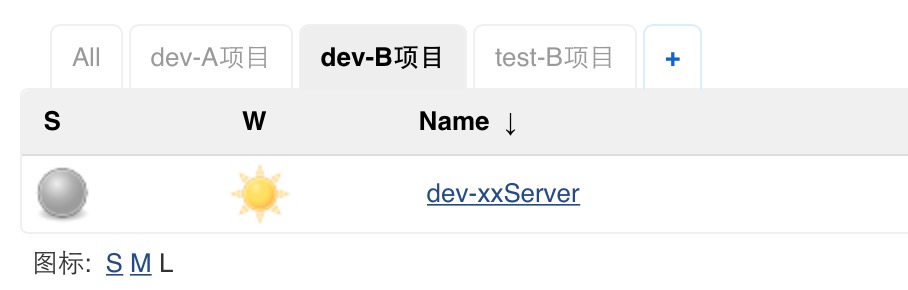 All dev-A项目 dev-B项目 test-B项目 +
S W Name ↓
dev-xxServer
图标: S M L